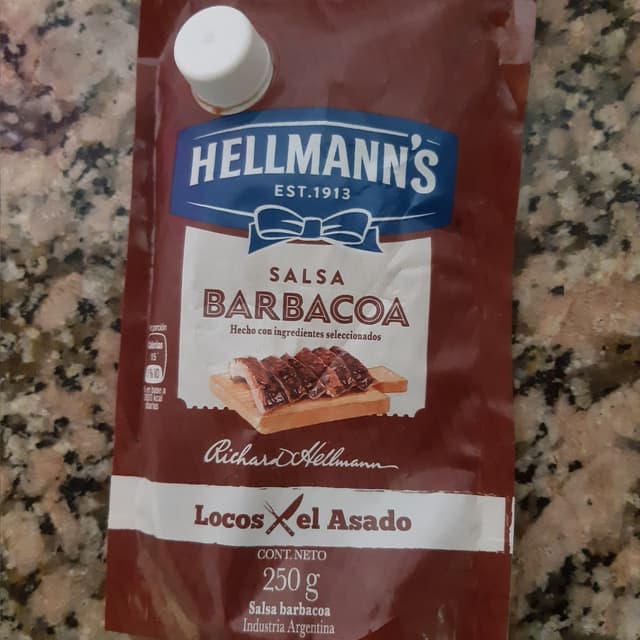 HELLMANN'S
EST.1913
SALSA
BARBACOA
Hecho con ingredientes seleccionados
Richard Hellmann
Locos el Asado
CONT. NETO
250 g
Salsa barbacoa
Industria Argentina